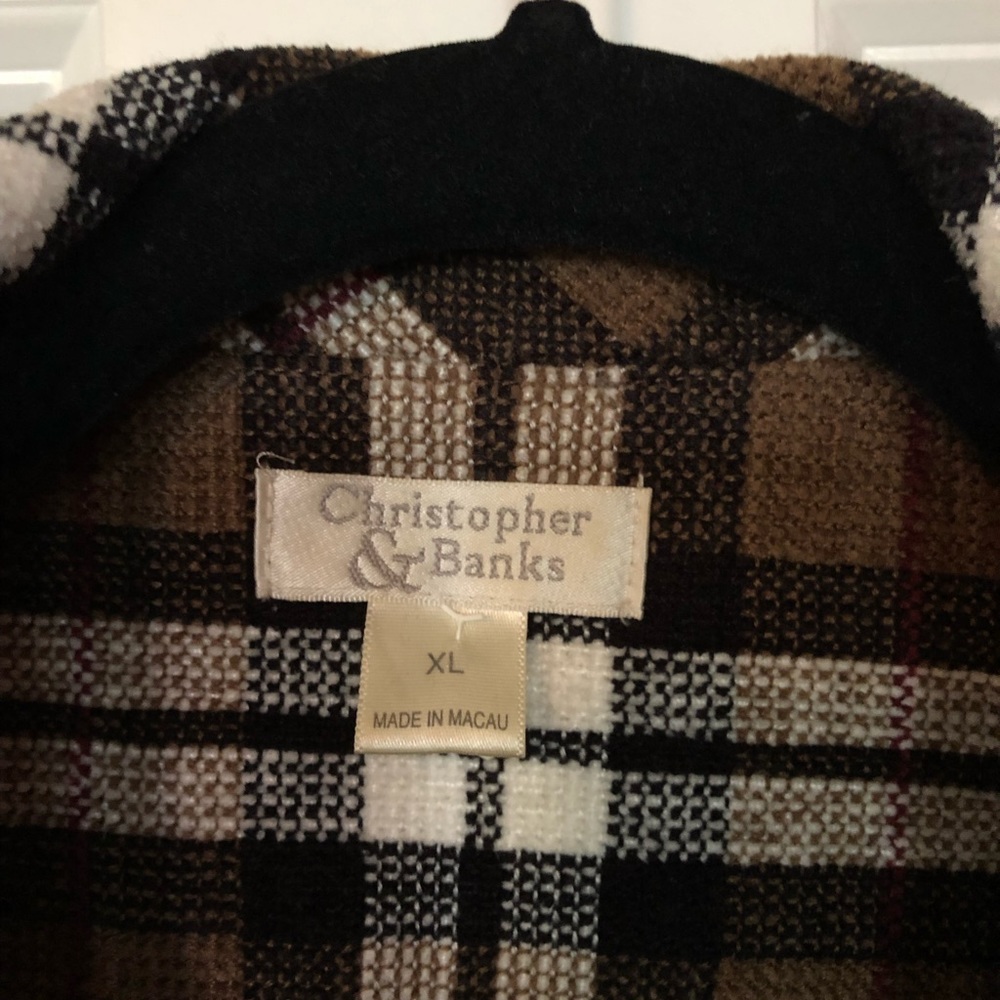 Christopher
& Banks
XL
MADE IN MACAU